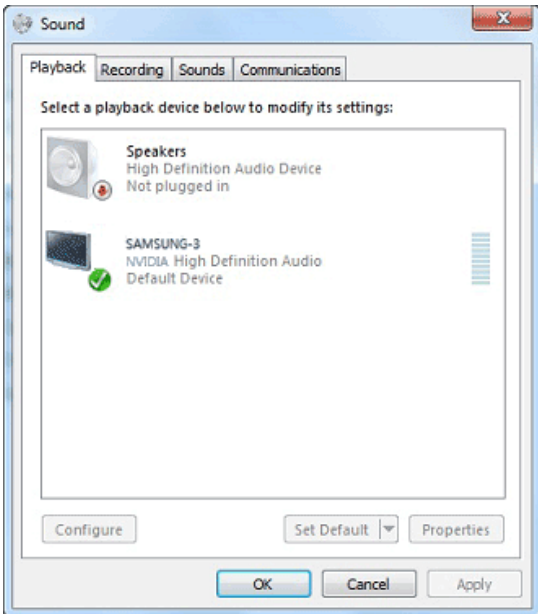 Sound
Playback Recording Sounds Communications
Select a playback device below to modify its settings:
Speakers
High Definition Audio Device
Not plugged in
SAMSUNG-3
NVIDIA High Definition Audio
Default Device
Configure Set Default Properties
OK Cancel Apply